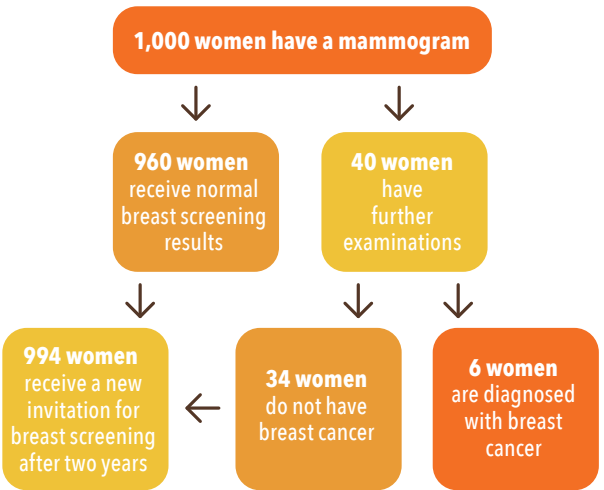 1,000 women have a mammogram
960 women
receive normal
breast screening
results
40 women
have
further
examinations
994 women
receive a new
invitation for
breast screening
after two years
34 women
do not have
breast cancer
6 women
are diagnosed
with breast
cancer